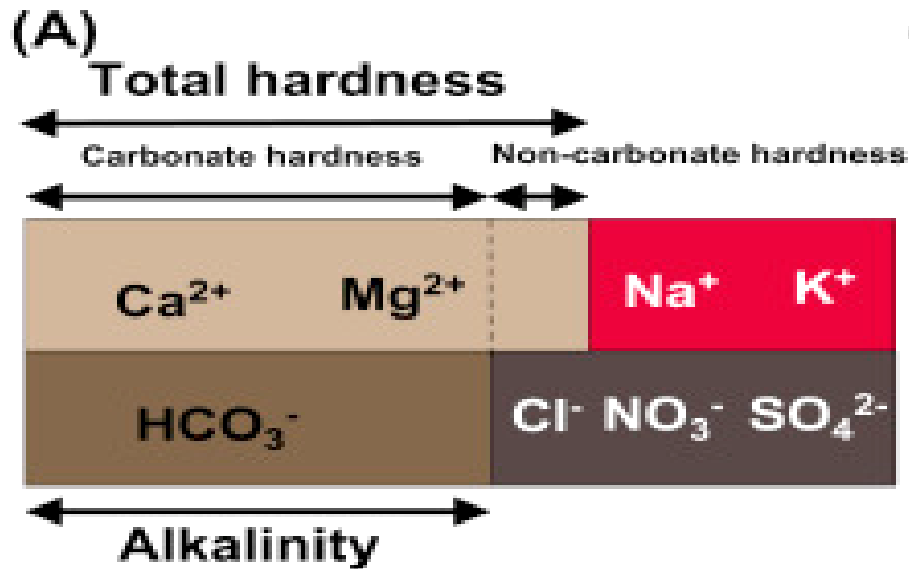 (A)
Total hardness
Carbonate hardness
Non-carbonate hardness
Ca²⁺ Mg²⁺ Na⁺ K⁺
HCO₃⁻ Cl⁻ NO₃⁻ SO₄²⁻
Alkalinity